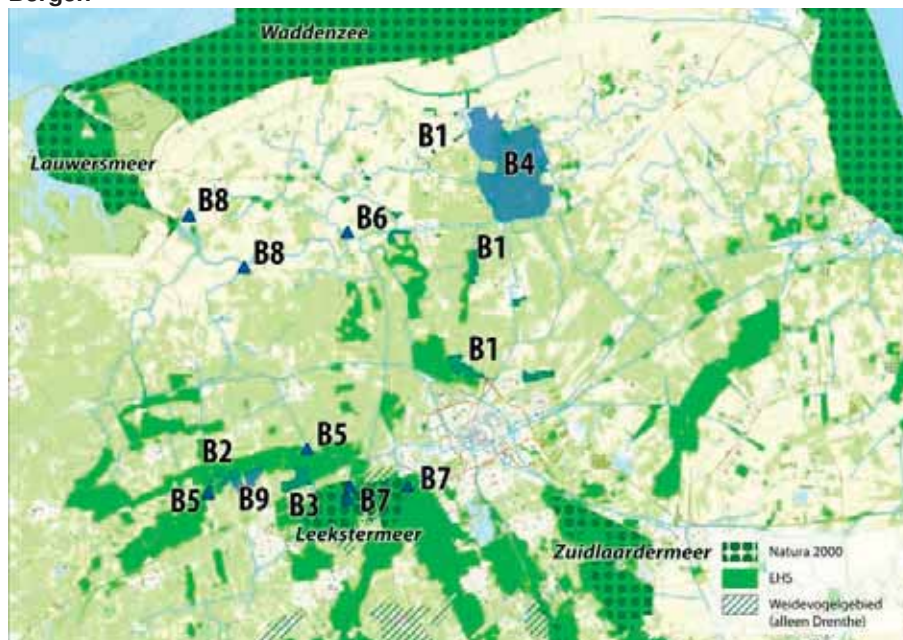 Bergen
Waddenzee
B1
B4
Lauwersmeer
B8
B6
B8
B1
B1
B5
B2
B5
B9
B3
B7
B7
Leekstermeer
Zuidlaardermeer
Natura 2000
EHS
Weidevogelgebied
(alleen Drenthe)